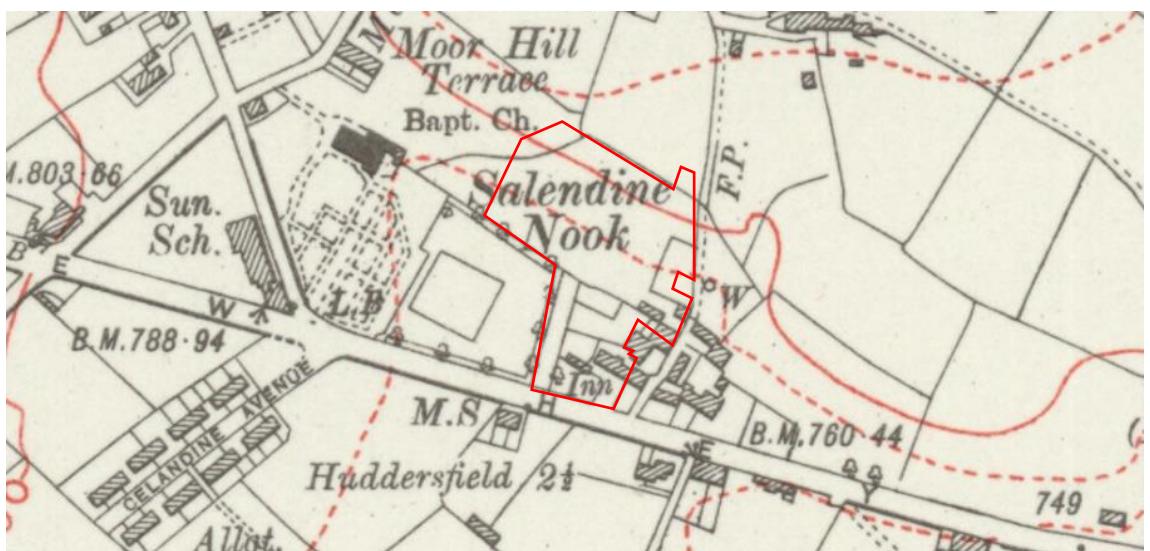 Moor Hill
Terrace
Bapt. Ch.
803·66
Sun.
Sch.
Salendine
Nook
F.P.
W
B
E
W
L.B
B.M.788·94
Inn
M.S
H
E
B.M.760·44
CELANDINE AVENUE
Huddersfield 2½
749
Allot.